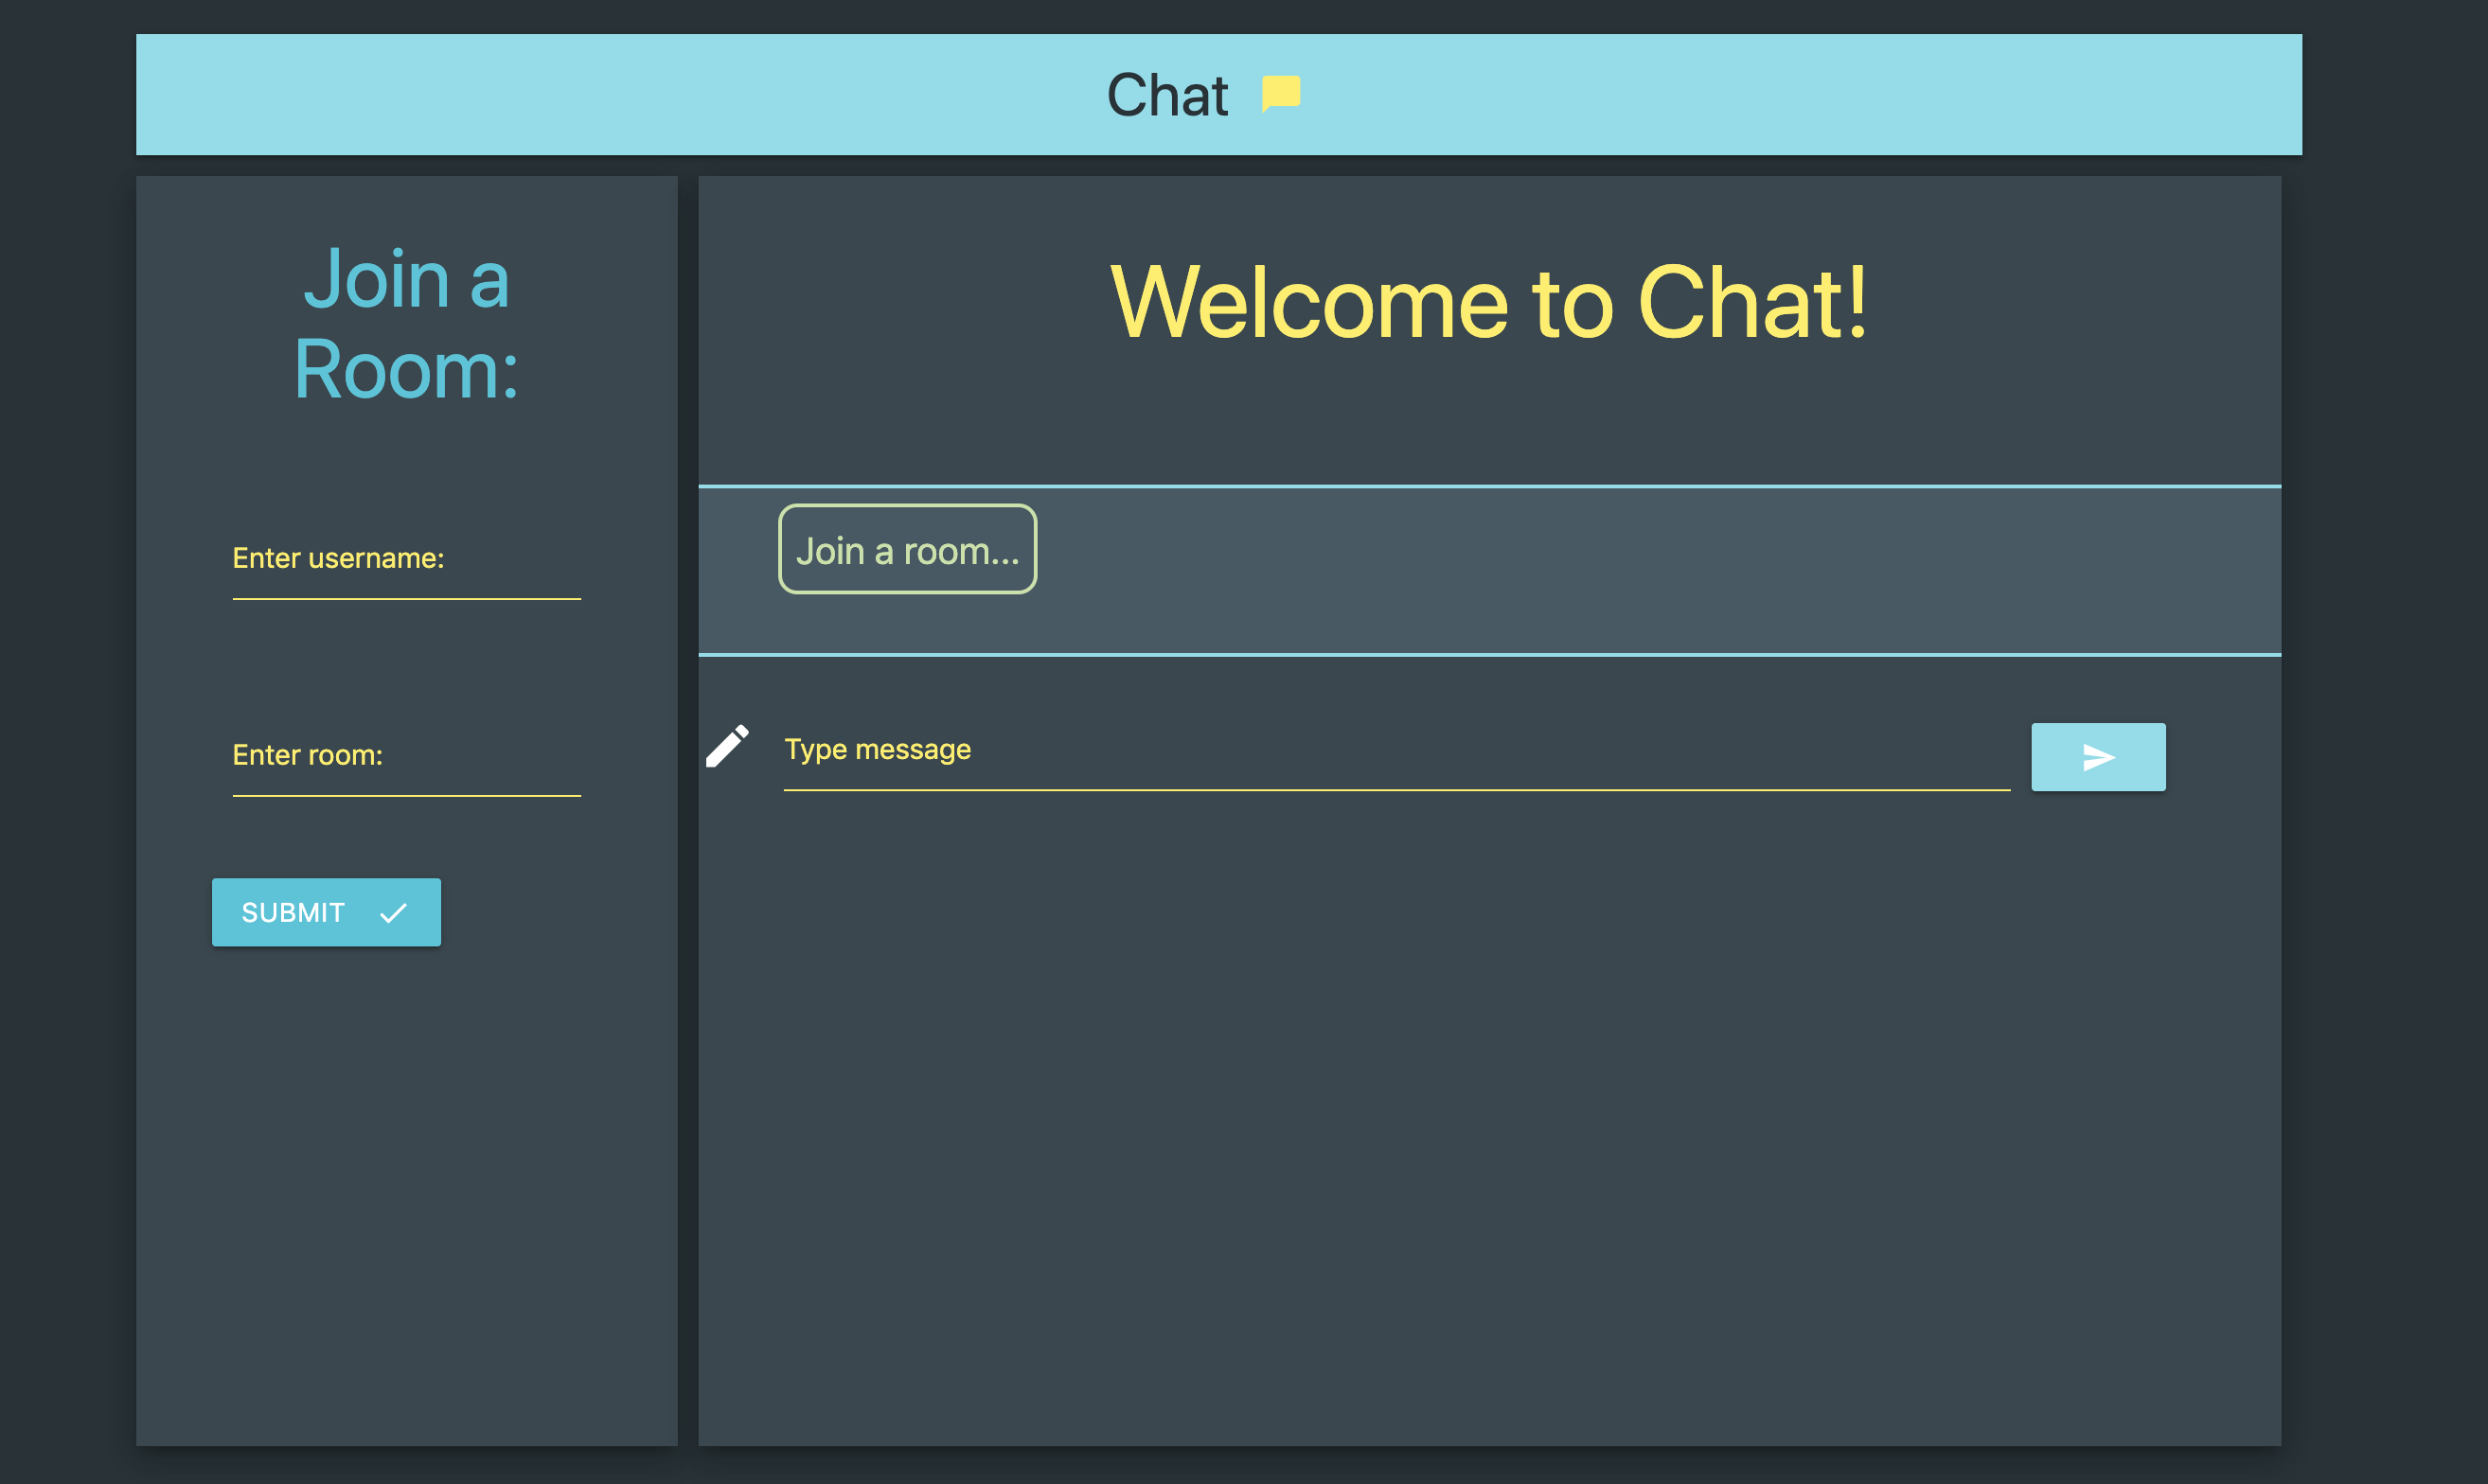 Chat
Join a
Room:
Enter username:
Enter room:
SUBMIT
Welcome to Chat!
Join a room...
Type message